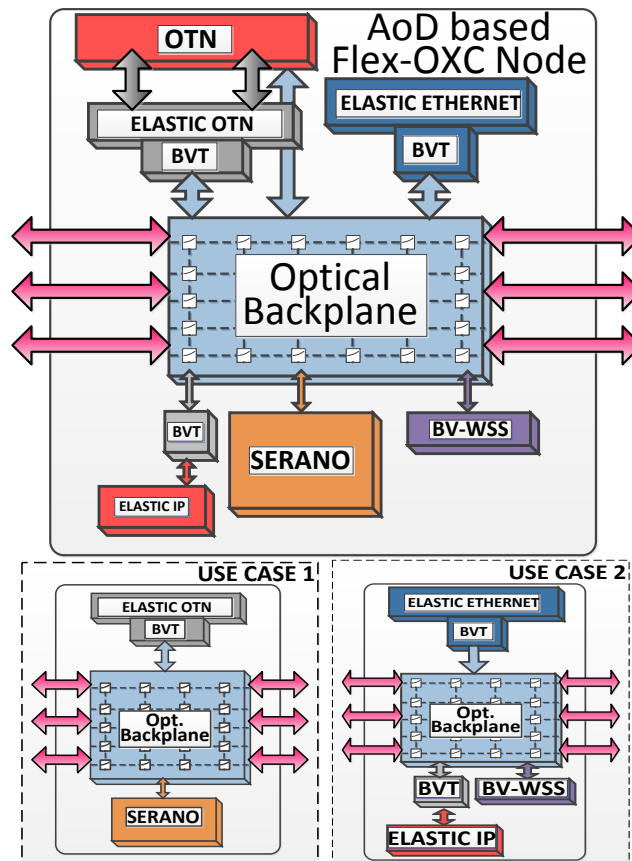 AoD based
Flex-OXC Node
OTN
ELASTIC OTN
BVT
ELASTIC ETHERNET
BVT
Optical
Backplane
BVT
ELASTIC IP
SERANO
BV-WSS
USE CASE 1
ELASTIC OTN
BVT
Opt.
Backplane
SERANO
USE CASE 2
ELASTIC ETHERNET
BVT
Opt.
Backplane
BVT
BV-WSS
ELASTIC IP